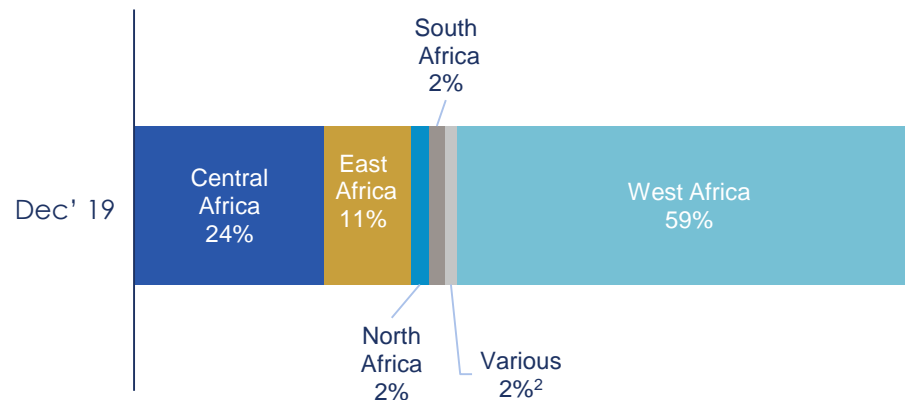 South
Africa
2%
Dec’ 19
Central
Africa
24%
East
Africa
11%
West Africa
59%
North
Africa
2%
Various
2%²